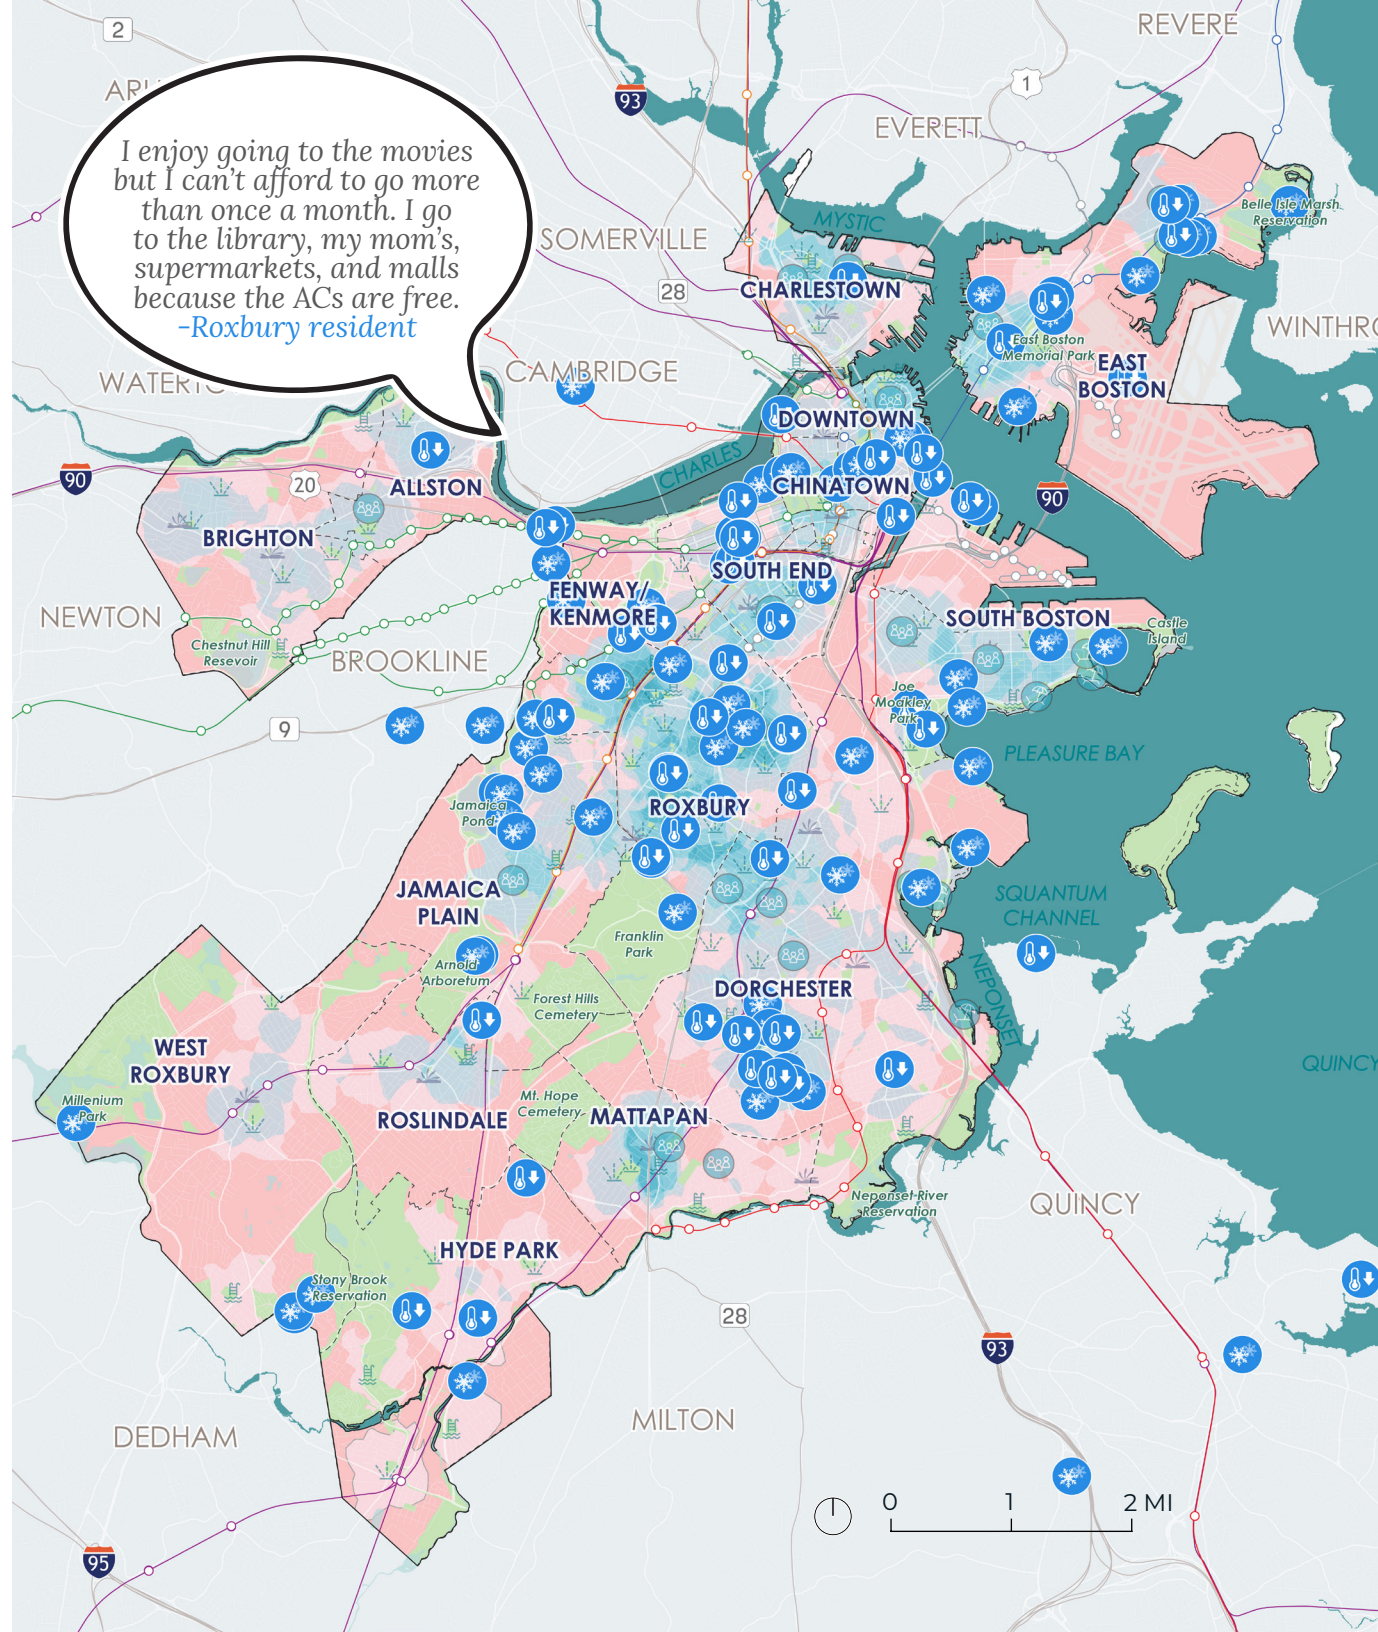 REVERE
2
1
93
EVERETT
I enjoy going to the movies
but I can't afford to go more
than once a month. I go
to the library, my mom's,
supermarkets, and malls
because the ACs are free.
-Roxbury resident
Belle Isle Marsh
Reservation
MYSTIC
SOMERVILLE
28
CHARLESTOWN
East Boston
Memorial Park
EAST
BOSTON
CAMBRIDGE
DOWNTOWN
CHARLES
90
20
ALLSTON
CHINATOWN
90
BRIGHTON
SOUTH END
FENWAY/
KENMORE
NEWTON
SOUTH BOSTON
Castle
Island
Chestnut Hill
Resevoir
BROOKLINE
Joe
Moakley
Park
9
PLEASURE BAY
Jamaica
Pond
ROXBURY
JAMAICA
PLAIN
SQUANTUM
CHANNEL
Franklin
Park
Arnold
Arboretum
NEPONSET
DORCHESTER
Forest Hills
Cemetery
WEST
ROXBURY
QUINCY
Millenium
Park
Mt. Hope
Cemetery
ROSLINDALE
MATTAPAN
Neponset River
Reservation
QUINCY
HYDE PARK
Stony Brook
Reservation
28
93
DEDHAM
MILTON
0 1 2 MI
95